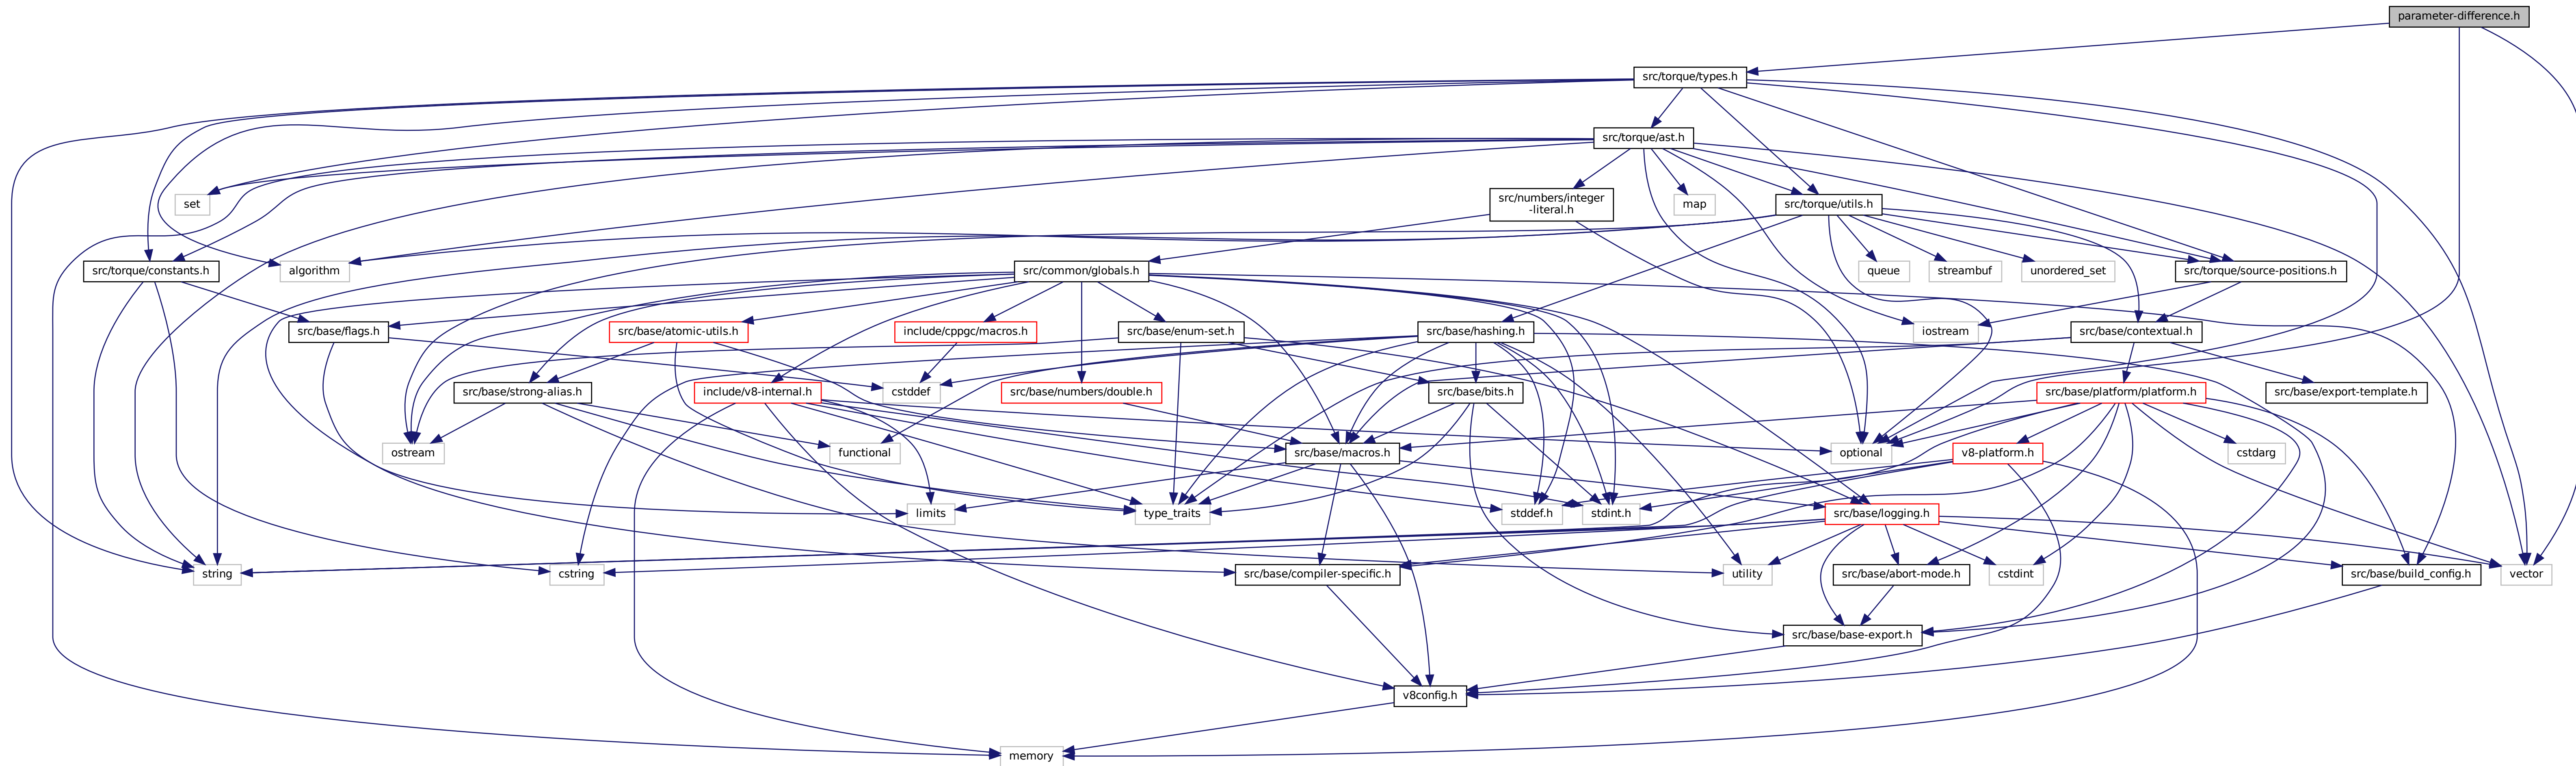 parameter-difference.h
src/torque/types.h
src/torque/ast.h
set
src/numbers/integer
-literal.h
map
src/torque/utils.h
src/torque/constants.h
algorithm
src/common/globals.h
queue
streambuf
unordered_set
src/torque/source-positions.h
src/base/flags.h
src/base/atomic-utils.h
include/cppgc/macros.h
src/base/enum-set.h
src/base/hashing.h
iostream
src/base/contextual.h
src/base/strong-alias.h
include/v8-internal.h
cstddef
src/base/numbers/double.h
src/base/bits.h
src/base/platform/platform.h
src/base/export-template.h
ostream
functional
src/base/macros.h
optional
v8-platform.h
cstdarg
limits
type_traits
stddef.h
stdint.h
src/base/logging.h
string
cstring
src/base/compiler-specific.h
utility
src/base/abort-mode.h
cstdint
src/base/build_config.h
vector
src/base/base-export.h
v8config.h
memory